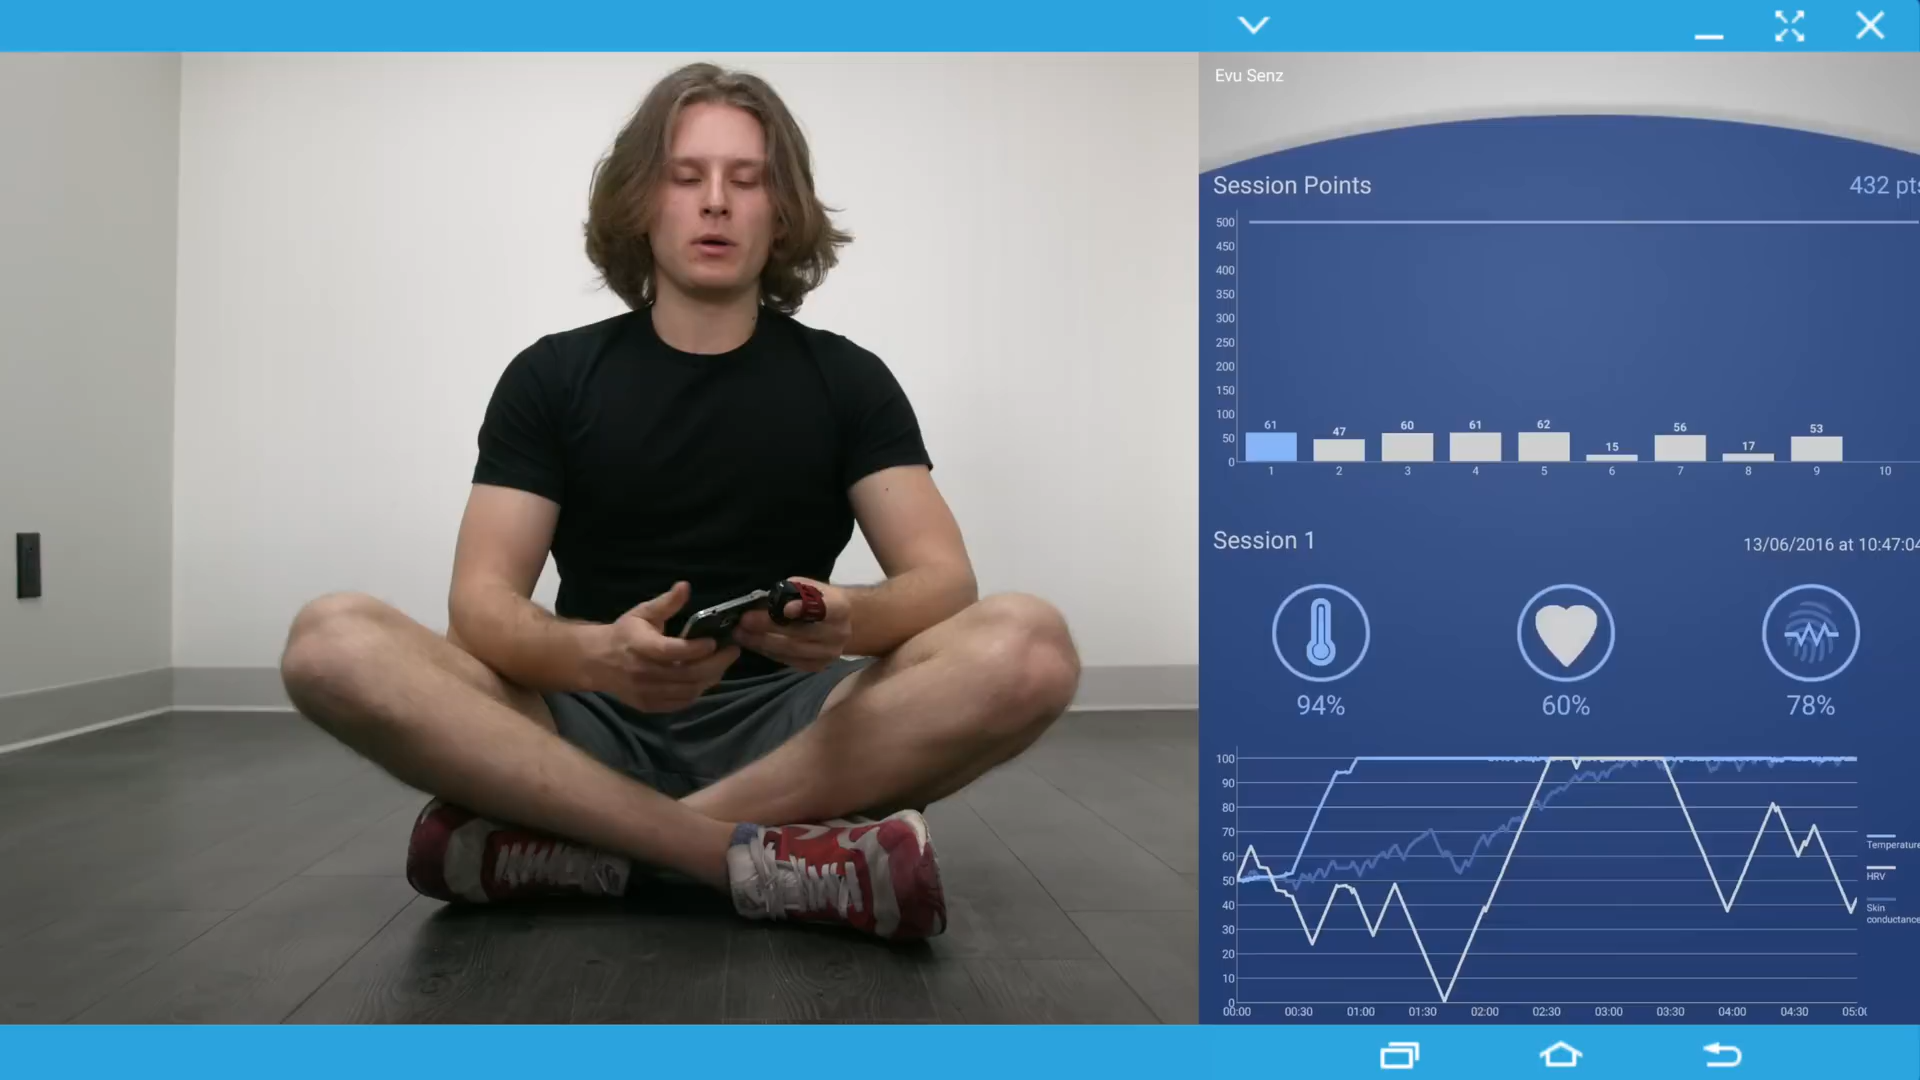 Evu Senz
Session Points 432 pts
500
450
400
350
300
250
200
150
100
50
0
61 47 60 61 62 15 56 17 53
1 2 3 4 5 6 7 8 9 10
Session 1 13/06/2016 at 10:47:04
94% 60% 78%
100
90
80
70
60
50
40
30
20
10
0
Temperature
HRV
Skin
conductance
00:00 00:30 01:00 01:30 02:00 02:30 03:00 03:30 04:00 04:30 05:00